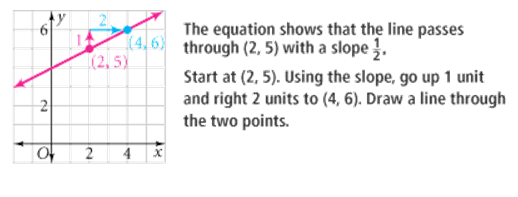 y
6
2
1
(4, 6)
(2, 5)
2
O
2
4
x
The equation shows that the line passes
through (2, 5) with a slope 1/2.
Start at (2, 5). Using the slope, go up 1 unit
and right 2 units to (4, 6). Draw a line through
the two points.